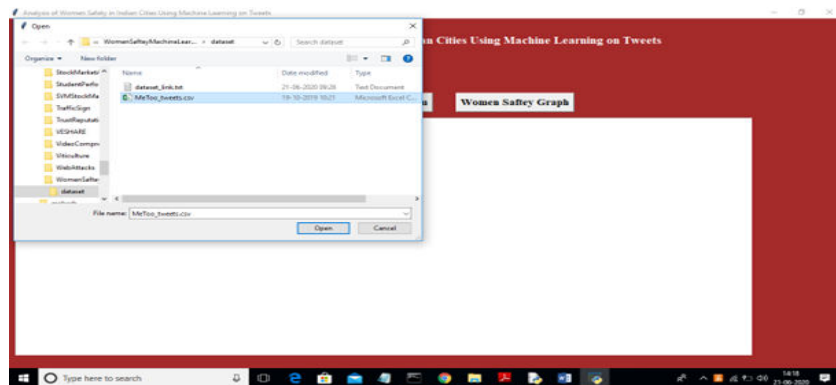 Analysis of Women Safety in Indian Cities Using Machine Learning on Tweets
Open
WomenSafteyMachineLear... › dataset
Search dataset
Organize
New folder
Name
Date modified
Type
StockMarket
dataset_link.txt
21-06-2020 09:28
Text Document
StudentPerfo
MeToo_tweets.csv
19-10-2019 10:21
Microsoft Excel C...
SVMStockMa
TrafficSign
TrustReputati
VESHARE
VideoCompre
Viticulture
WebAttacks
WomenSafte
dataset
File name: MeToo_tweets.csv
Open
Cancel
an Cities Using Machine Learning on Tweets
Women Saftey Graph
Type here to search
14:18
21-06-2020